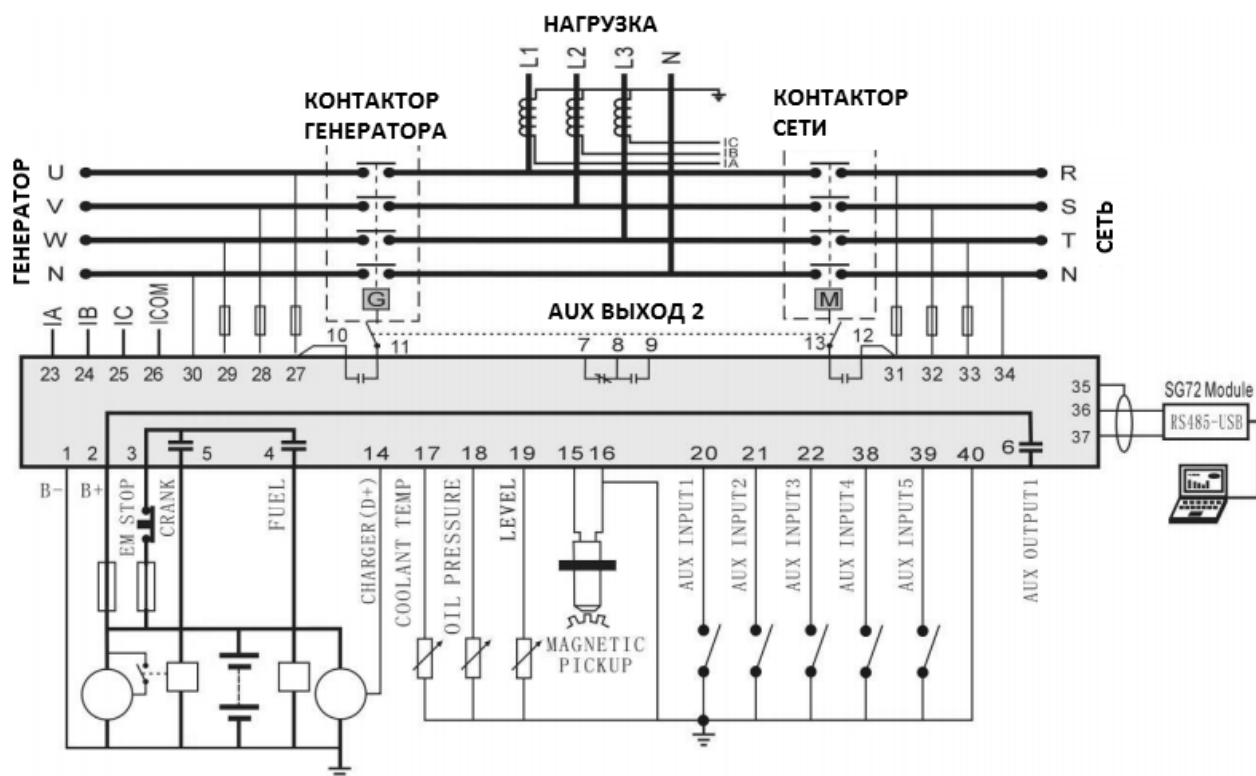 НАГРУЗКА
L1 L2 L3 N
КОНТАКТОР
ГЕНЕРАТОРА
КОНТАКТОР
СЕТИ
IC
IB
IA
ГЕНЕРАТОР
U
V
W
N
R
S
T
N
СЕТЬ
G
M
AUX ВЫХОД 2
IA IB IC ICOM
10 11 7 8 9 13 12
23 24 25 26 30 29 28 27 31 32 33 34
35
36
37
SG72 Module
RS485-USB
1 2 3 5 4 14 17 18 19 15 16 20 21 22 38 39 40 6
B-
B+
EM STOP
CRANK
FUEL
CHARGER(D+)
COOLANT TEMP
OIL PRESSURE
LEVEL
MAGNETIC
PICKUP
AUX INPUT1
AUX INPUT2
AUX INPUT3
AUX INPUT4
AUX INPUT5
AUX OUTPUT1